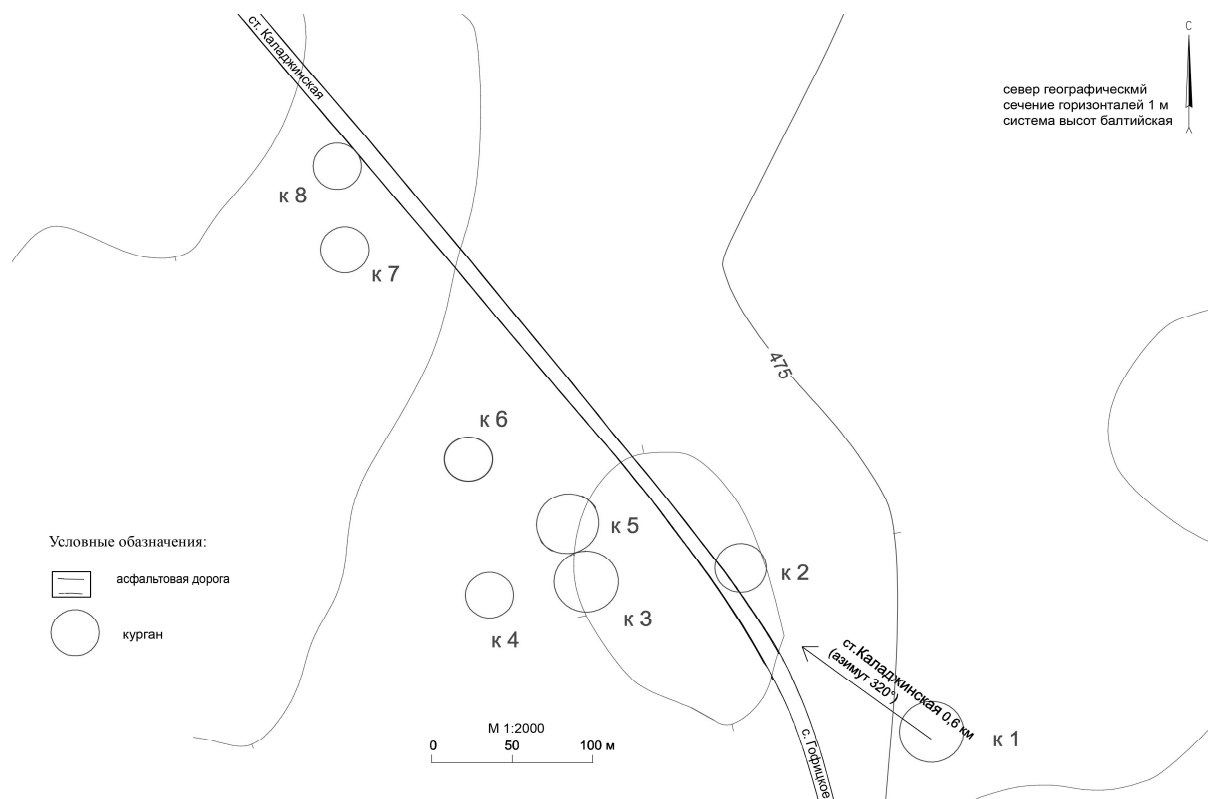 С
север географическмй
сечение горизонталей 1 м
система высот балтийская
ст. Каладжинская
к 8
к 7
475
к 6
к 5
к 2
к 3
к 4
Условные обазначения:
асфальтовая дорога
курган
ст.Каладжинская 0,6 км
(азимут 320°)
к 1
с. Гофицкое
М 1:2000
0 50 100 м